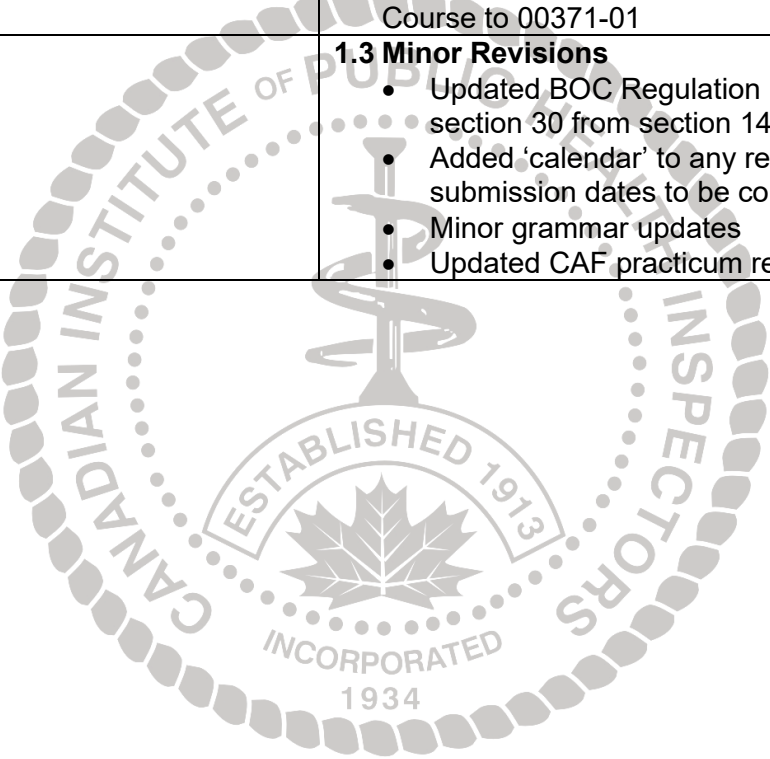 Course to 00371-01
1.3 Minor Revisions
• Updated BOC Regulation
section 30 from section 14
• Added ‘calendar’ to any re
submission dates to be co
• Minor grammar updates
• Updated CAF practicum re
CANADIAN INSTITUTE OF PUBLIC HEALTH INSPECTORS
ESTABLISHED 1913
INCORPORATED
1934